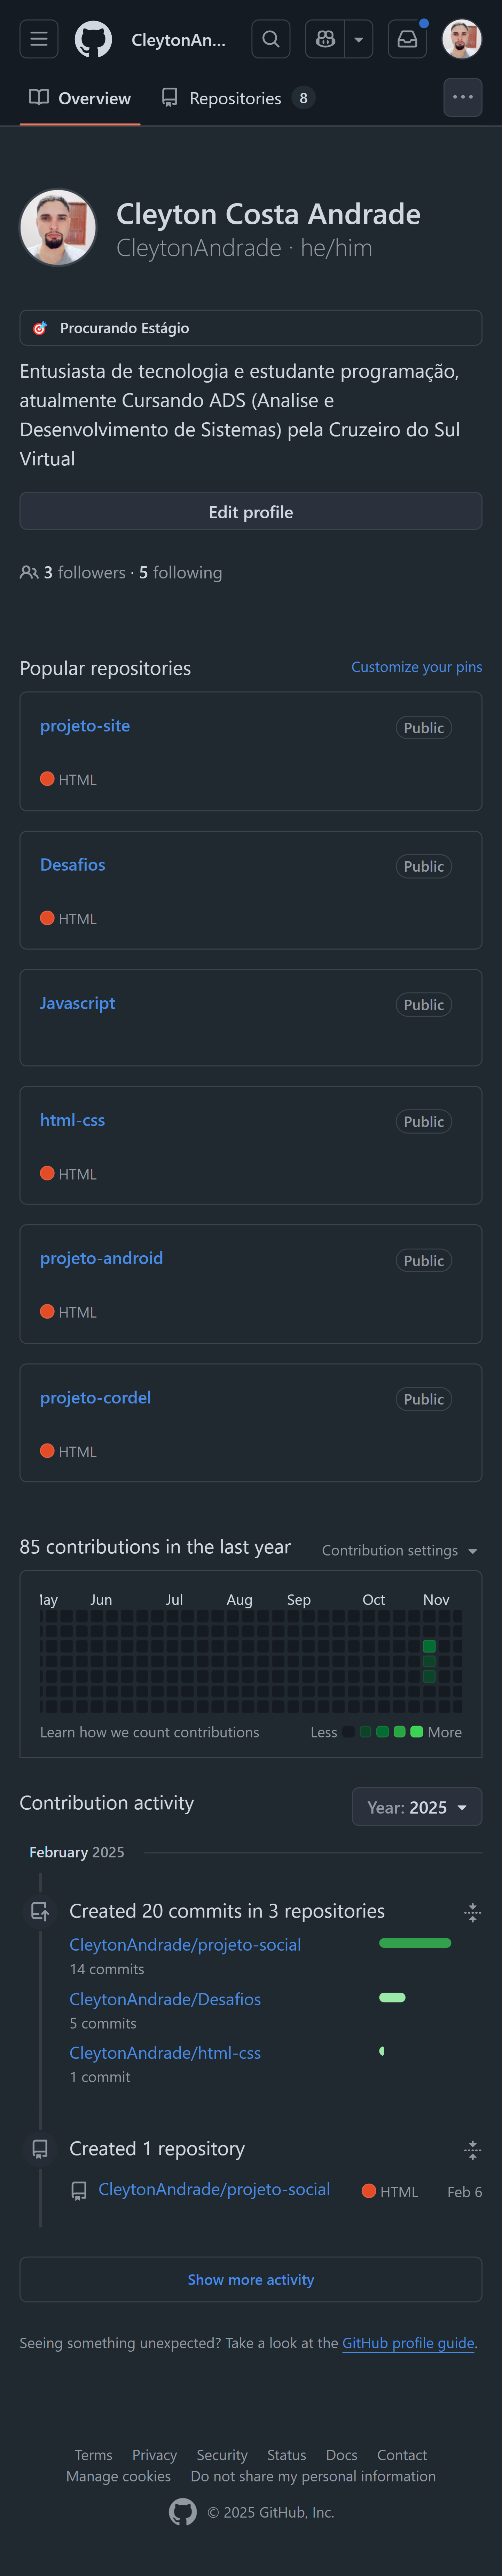 CleytonAn...
Overview
Repositories 8
Cleyton Costa Andrade
CleytonAndrade · he/him
Procurando Estágio
Entusiasta de tecnologia e estudante programação,
atualmente Cursando ADS (Analise e
Desenvolvimento de Sistemas) pela Cruzeiro do Sul
Virtual
Edit profile
3 followers · 5 following
Popular repositories
Customize your pins
projeto-site
Public
HTML
Desafios
Public
HTML
Javascript
Public
html-css
Public
HTML
projeto-android
Public
HTML
projeto-cordel
Public
HTML
85 contributions in the last year
Contribution settings
May Jun Jul Aug Sep Oct Nov
Learn how we count contributions
Less
More
Contribution activity
Year: 2025
February 2025
Created 20 commits in 3 repositories
CleytonAndrade/projeto-social
14 commits
CleytonAndrade/Desafios
5 commits
CleytonAndrade/html-css
1 commit
Created 1 repository
CleytonAndrade/projeto-social
HTML
Feb 6
Show more activity
Seeing something unexpected? Take a look at the GitHub profile guide.
Terms Privacy Security Status Docs Contact
Manage cookies Do not share my personal information
© 2025 GitHub, Inc.